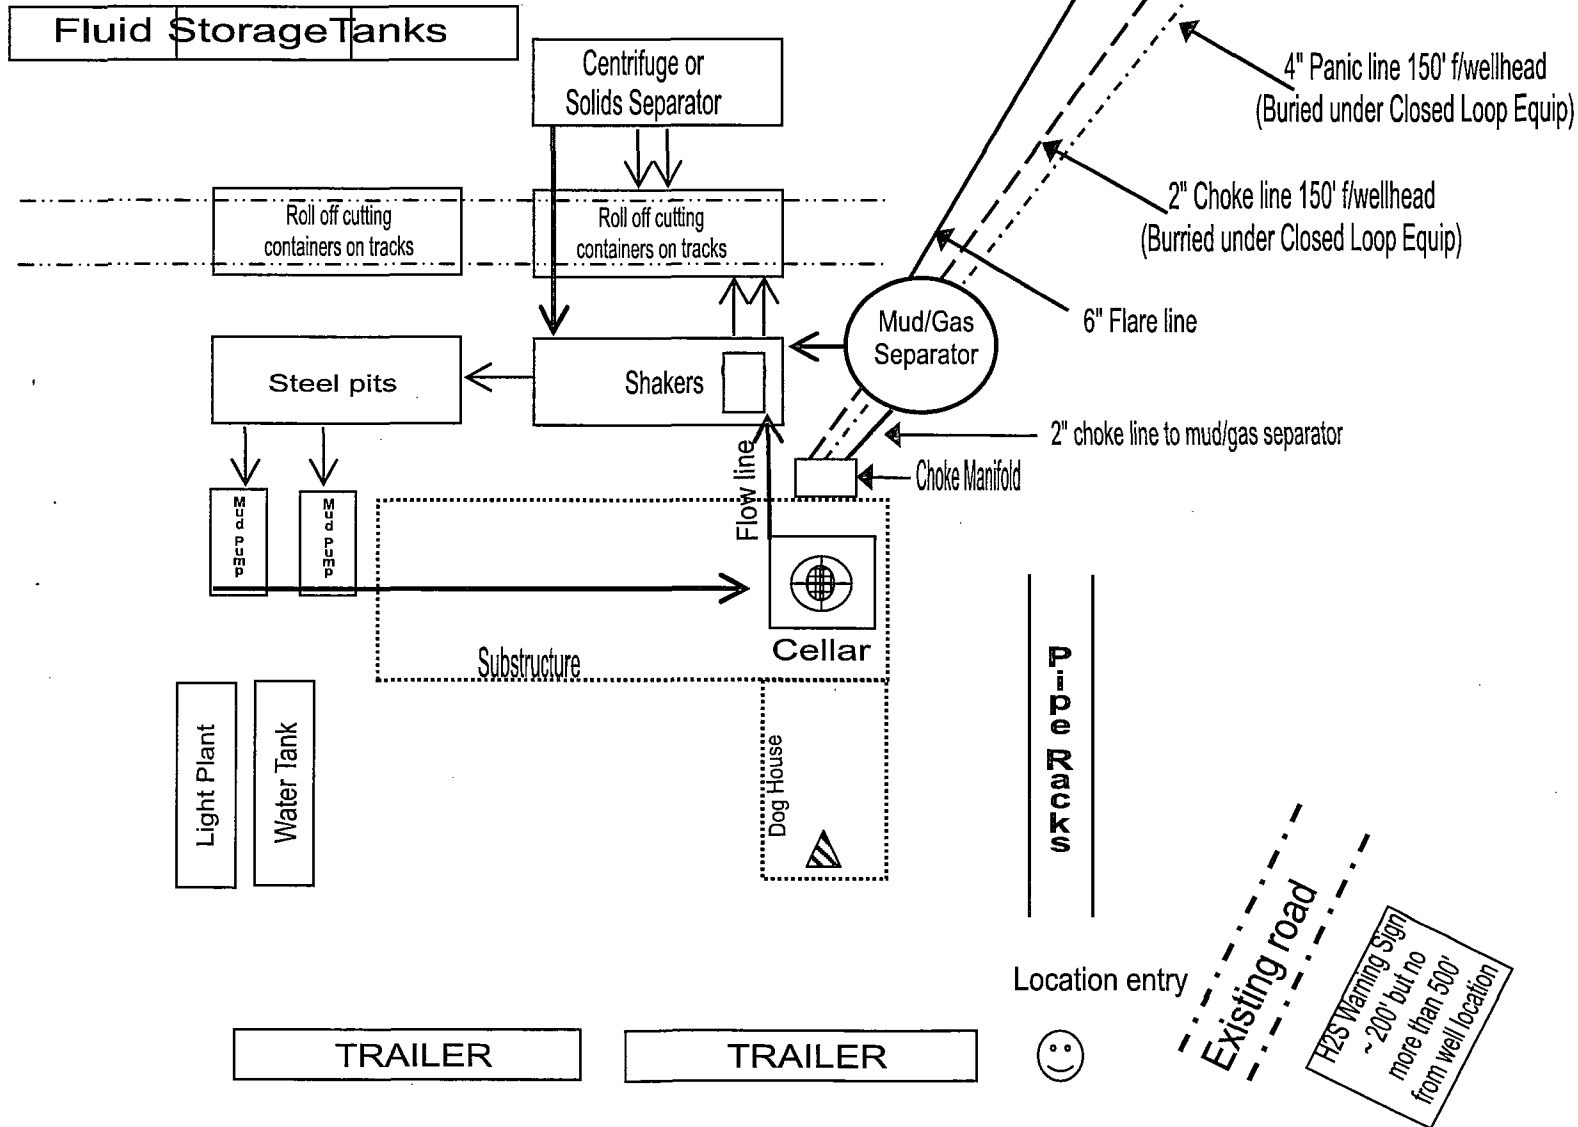 Fluid StorageTanks
Centrifuge or
Solids Separator
4" Panic line 150' f/wellhead
(Buried under Closed Loop Equip)
2" Choke line 150' f/wellhead
(Burried under Closed Loop Equip)
Roll off cutting
containers on tracks
Roll off cutting
containers on tracks
6" Flare line
Mud/Gas
Separator
Steel pits
Shakers
2" choke line to mud/gas separator
Choke Manifold
Flow line
Mud Pump
Mud Pump
Substructure
Cellar
Pipe Racks
Light Plant
Water Tank
Dog House
Location entry
Existing road
H2S Warning Sign
~ 200' but no
more than 500'
from well location
TRAILER
TRAILER